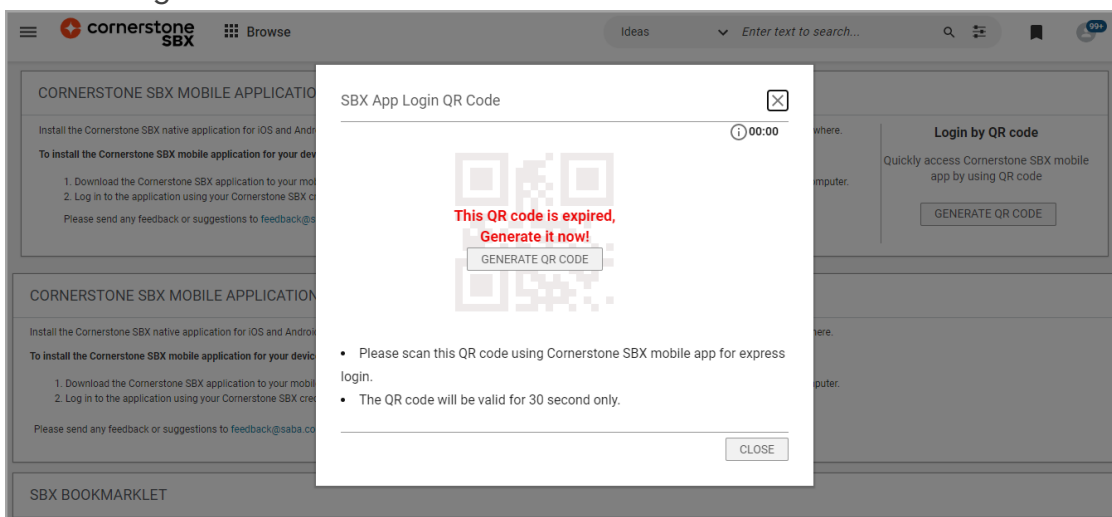 cornerstone
SBX
Browse
Ideas
Enter text to search...
99+
CORNERSTONE SBX MOBILE APPLICATIO
Install the Cornerstone SBX native application for iOS and Andr
where.
To install the Cornerstone SBX mobile application for your dev
1. Download the Cornerstone SBX application to your mo
omputer.
2. Log in to the application using your Cornerstone SBX c
Please send any feedback or suggestions to feedback@s
Login by QR code
Quickly access Cornerstone SBX mobile
app by using QR code
GENERATE QR CODE
SBX App Login QR Code
00:00
This QR code is expired,
Generate it now!
GENERATE QR CODE
• Please scan this QR code using Cornerstone SBX mobile app for express
login.
• The QR code will be valid for 30 second only.
CLOSE
CORNERSTONE SBX MOBILE APPLICATION
Install the Cornerstone SBX native application for iOS and Androi
here.
To install the Cornerstone SBX mobile application for your devic
1. Download the Cornerstone SBX application to your mobil
puter.
2. Log in to the application using your Cornerstone SBX cre
Please send any feedback or suggestions to feedback@saba.co
SBX BOOKMARKLET